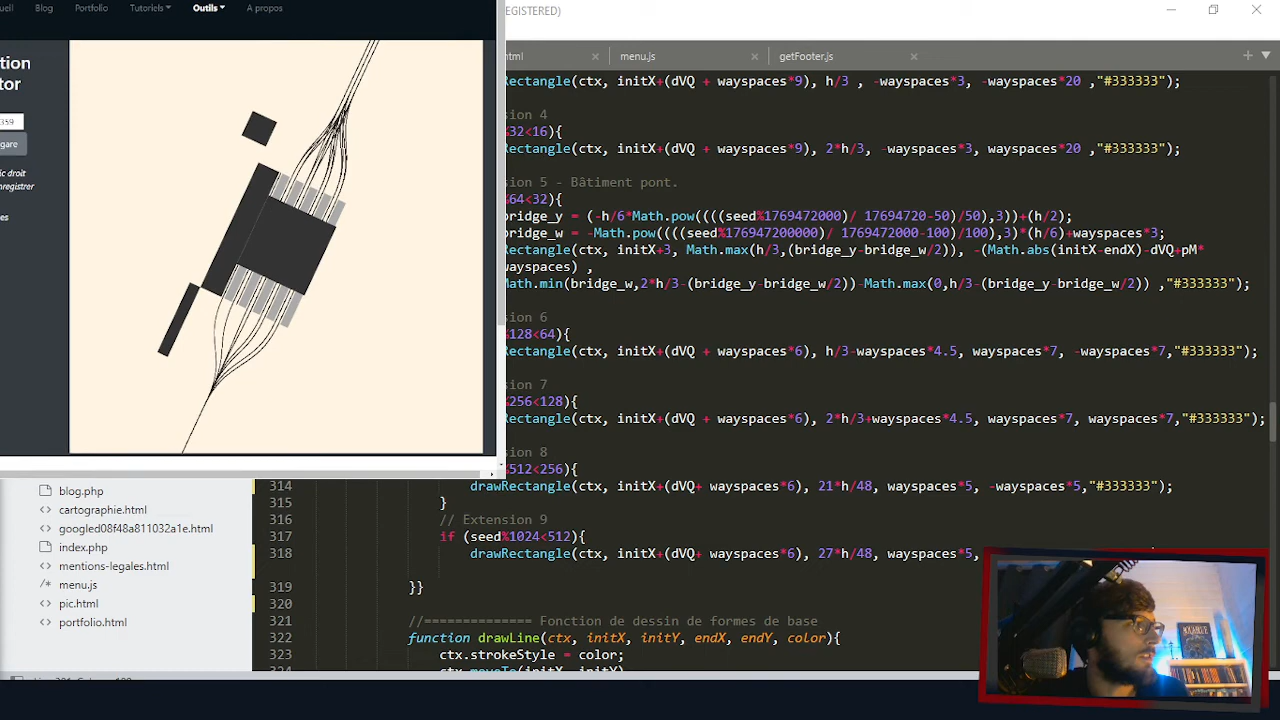 Blog Portfolio Tutoriels Outils A propos
REGISTERED)
menu.js getFooter.js
359
ic droit
enregistrer
Rectangle(ctx, initX+(dVQ + wayspaces*9), h/3 , -wayspaces*3, -wayspaces*20 ,"#333333");
sion 4
%32<16){
Rectangle(ctx, initX+(dVQ + wayspaces*9), 2*h/3, -wayspaces*3, wayspaces*20 ,"#333333");
sion 5 - Bâtiment pont.
%64<32){
bridge_y = (-h/6*Math.pow((((seed%1769472000)/ 17694720-50)/50),3))+(h/2);
bridge_w = -Math.pow((((seed%176947200000)/ 1769472000-100)/100),3)*(h/6)+wayspaces*3;
Rectangle(ctx, initX+3, Math.max(h/3,(bridge_y-bridge_w/2)), -(Math.abs(initX-endX)-dVQ+pM*
wayspaces) ,
Math.min(bridge_w,2*h/3-(bridge_y-bridge_w/2))-Math.max(0,h/3-(bridge_y-bridge_w/2)) ,"#333333");
sion 6
%128<64){
Rectangle(ctx, initX+(dVQ + wayspaces*6), h/3-wayspaces*4.5, wayspaces*7, -wayspaces*7,"#333333");
sion 7
%256<128){
Rectangle(ctx, initX+(dVQ + wayspaces*6), 2*h/3+wayspaces*4.5, wayspaces*7, wayspaces*7,"#333333");
sion 8
%512<256){
314 drawRectangle(ctx, initX+(dVQ+ wayspaces*6), 21*h/48, wayspaces*5, -wayspaces*5,"#333333");
315 }
316 // Extension 9
317 if (seed%1024<512){
318 drawRectangle(ctx, initX+(dVQ+ wayspaces*6), 27*h/48, wayspaces*5,
319 }}
320
321 //============== Fonction de dessin de formes de base
322 function drawLine(ctx, initX, initY, endX, endY, color){
323 ctx.strokeStyle = color;
blog.php
cartographie.html
googled08f48a811032a1e.html
index.php
mentions-legales.html
menu.js
pic.html
portfolio.html